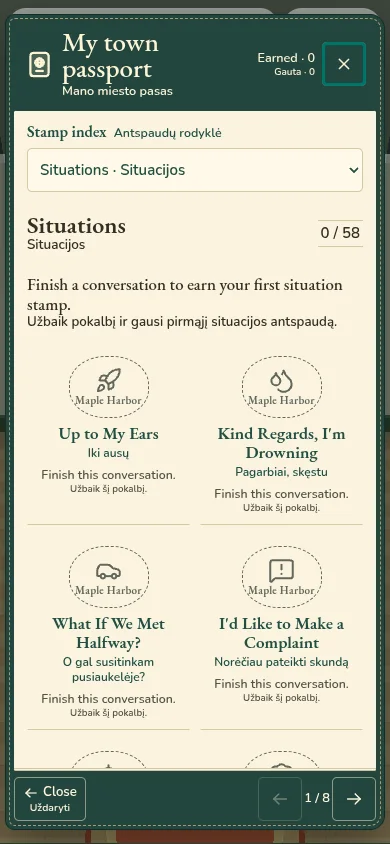 My town
passport
Mano miesto pasas
Earned · 0
Gauta · 0
Stamp index Antspaudų rodyklė
Situations · Situacijos
Situations
Situacijos
0 / 58
Finish a conversation to earn your first situation
stamp.
Užbaik pokalbį ir gausi pirmąjį situacijos antspaudą.
Maple Harbor
Up to My Ears
Iki ausų
Finish this conversation.
Užbaik šį pokalbį.
Maple Harbor
Kind Regards, I'm
Drowning
Pagarbiai, skęstu
Finish this conversation.
Užbaik šį pokalbį.
Maple Harbor
What If We Met
Halfway?
O gal susitinkam
pusiaukelėje?
Finish this conversation.
Užbaik šį pokalbį.
Maple Harbor
I'd Like to Make a
Complaint
Norėčiau pateikti skundą
Finish this conversation.
Užbaik šį pokalbį.
← Close
Uždaryti
← 1 / 8 →